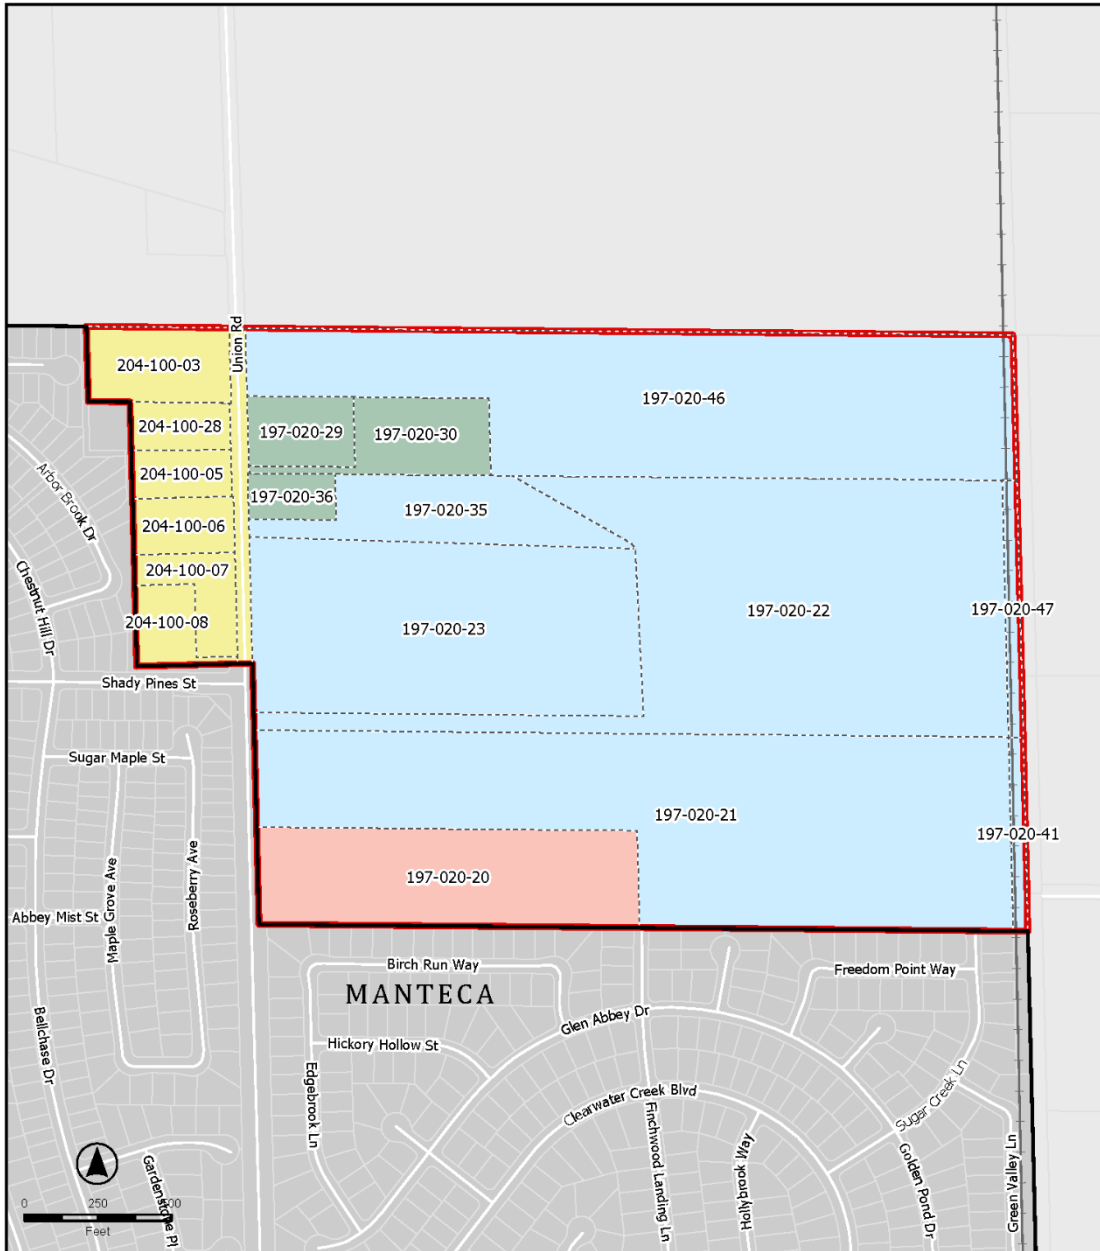 Union Rd
204-100-03
197-020-46
204-100-28
197-020-29
197-020-30
204-100-05
197-020-36
197-020-35
204-100-06
204-100-07
197-020-22
197-020-47
204-100-08
197-020-23
Arbor Brook Dr
Chestnut Hill Dr
Shady Pines St
Sugar Maple St
197-020-21
197-020-41
197-020-20
Maple Grove Ave
Roseberry Ave
Abbey Mist St
Birch Run Way
Freedom Point Way
MANTECA
Glen Abbey Dr
Hickory Hollow St
Bellchase Dr
Edgebrook Ln
Clearwater Creek Blvd
Sugar Creek Ln
Finchwood Landing Ln
Holybrook Way
Golden Pond Dr
Green Valley Ln
Gardenstone Pl
0 250 500
Feet